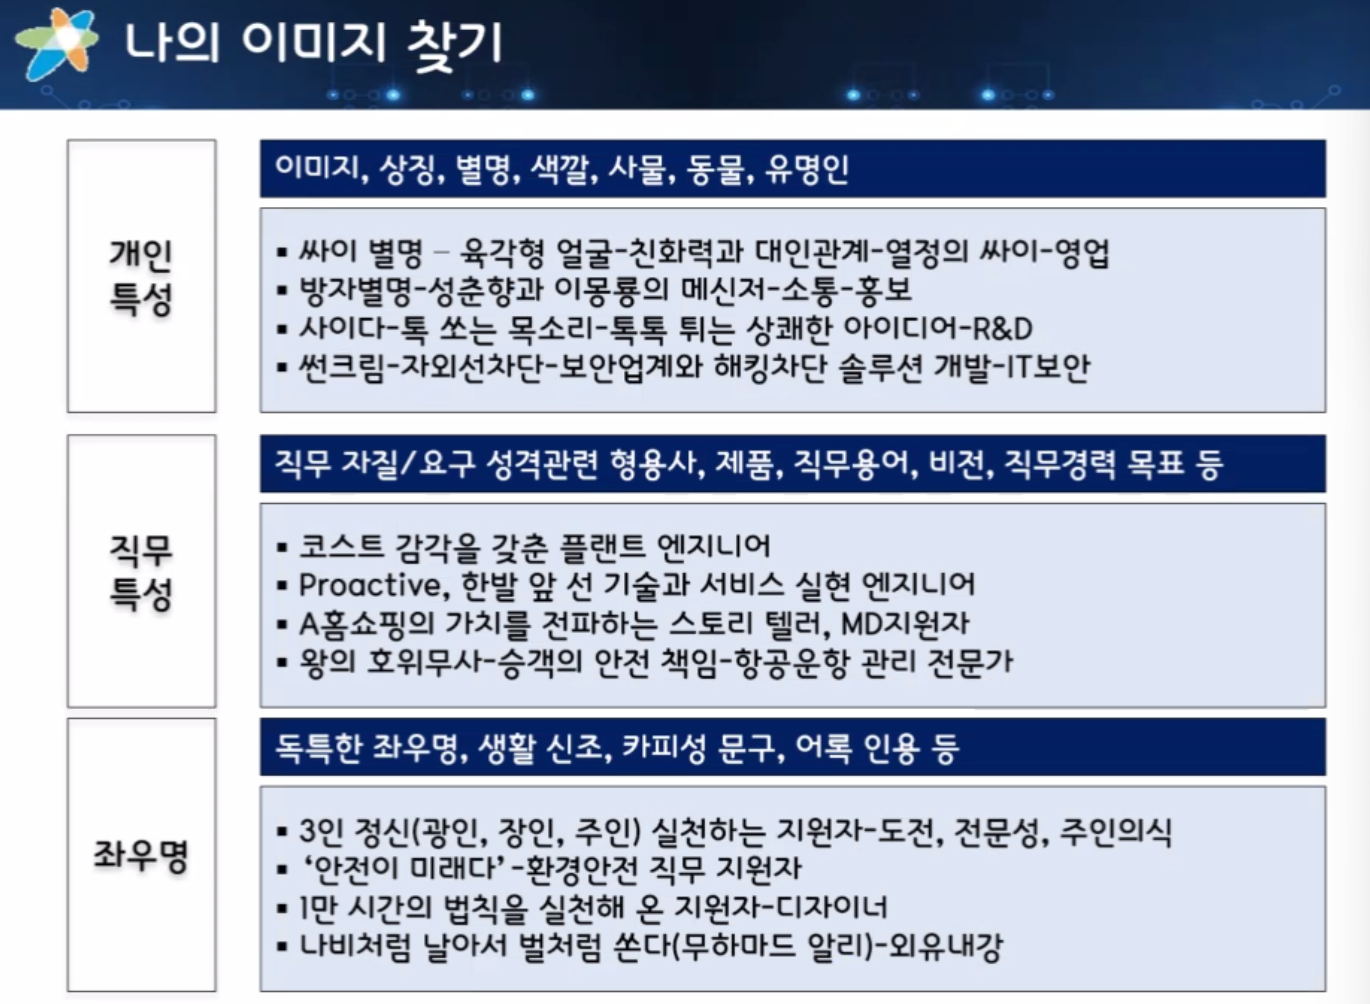 나의 이미지 찾기
개인
특성
이미지, 상징, 별명, 색깔, 사물, 동물, 유명인
▪ 싸이 별명 – 육각형 얼굴-친화력과 대인관계-열정의 싸이-영업
▪ 방자별명-성춘향과 이몽룡의 메신저-소통-홍보
▪ 사이다-톡 쏘는 목소리-톡톡 튀는 상쾌한 아이디어-R&D
▪ 썬크림-자외선차단-보안업계와 해킹차단 솔루션 개발-IT보안
직무
특성
직무 자질/요구 성격관련 형용사, 제품, 직무용어, 비전, 직무경력 목표 등
▪ 코스트 감각을 갖춘 플랜트 엔지니어
▪ Proactive, 한발 앞 선 기술과 서비스 실현 엔지니어
▪ A홈쇼핑의 가치를 전파하는 스토리 텔러, MD지원자
▪ 왕의 호위무사-승객의 안전 책임-항공운항 관리 전문가
좌우명
독특한 좌우명, 생활 신조, 카피성 문구, 어록 인용 등
▪ 3인 정신(광인, 장인, 주인) 실천하는 지원자-도전, 전문성, 주인의식
▪ ‘안전이 미래다’-환경안전 직무 지원자
▪ 1만 시간의 법칙을 실천해 온 지원자-디자이너
▪ 나비처럼 날아서 벌처럼 쏜다(무하마드 알리)-외유내강